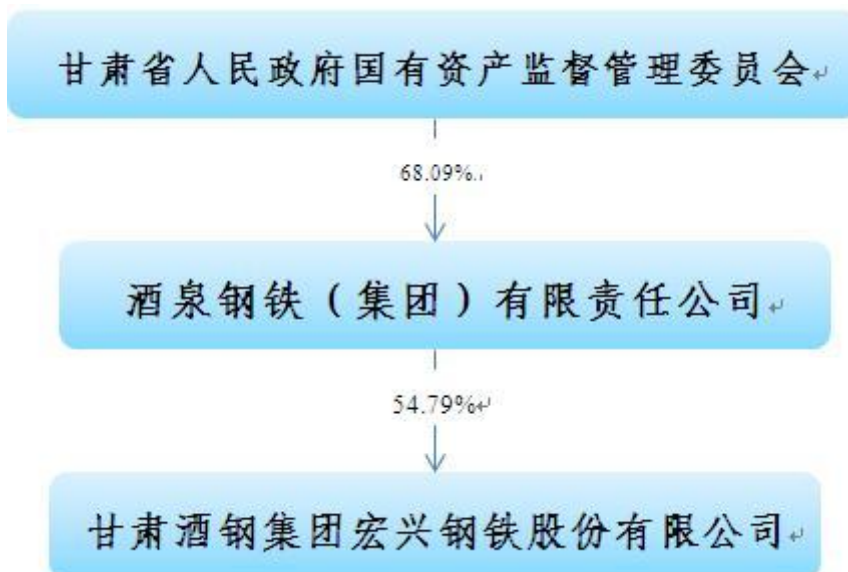 甘肃省人民政府国有资产监督管理委员会
68.09%
酒泉钢铁（集团）有限责任公司
54.79%
甘肃酒钢集团宏兴钢铁股份有限公司